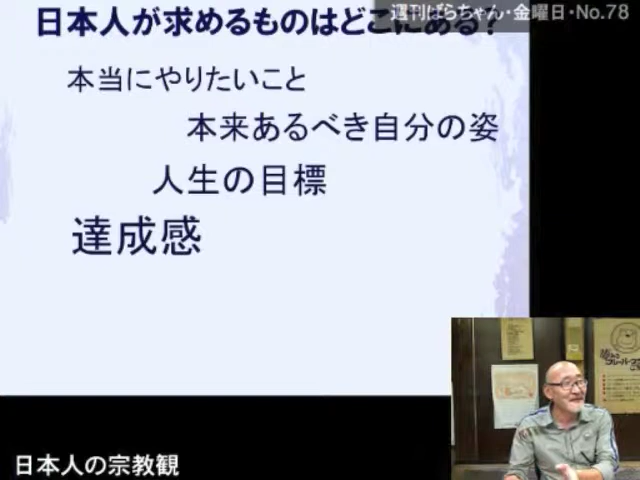 週刊ばらちゃん・金曜日・No.78
日本人が求めるものはどこにある?
本当にやりたいこと
本来あるべき自分の姿
人生の目標
達成感
日本人の宗教観